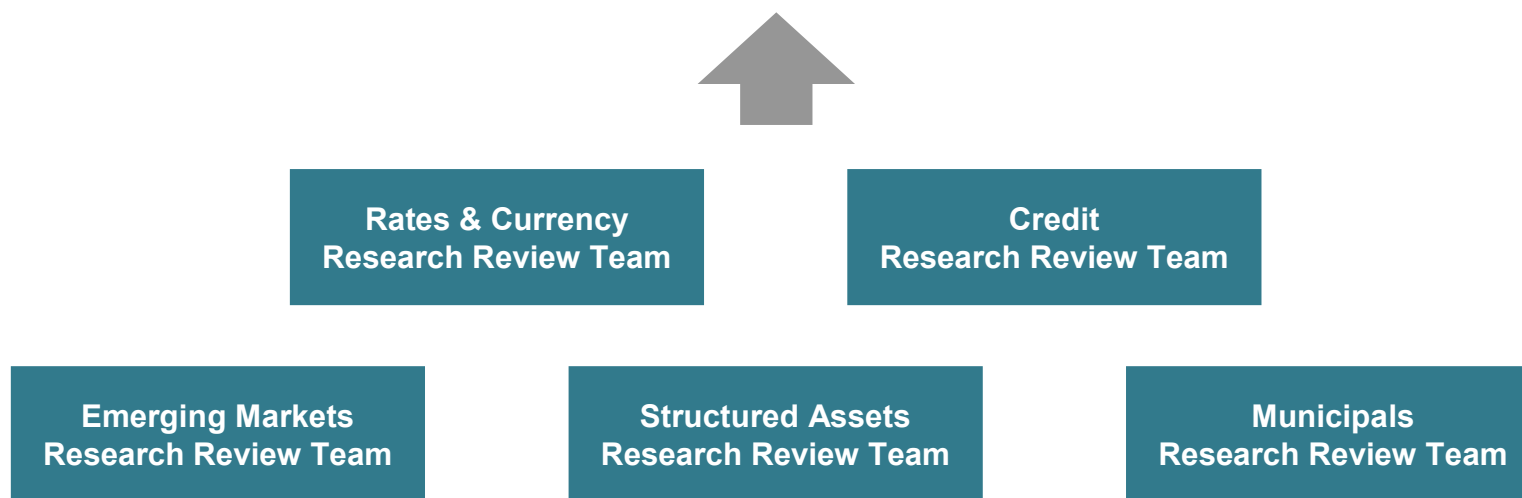 Rates & Currency
Research Review Team
Credit
Research Review Team
Emerging Markets
Research Review Team
Structured Assets
Research Review Team
Municipals
Research Review Team